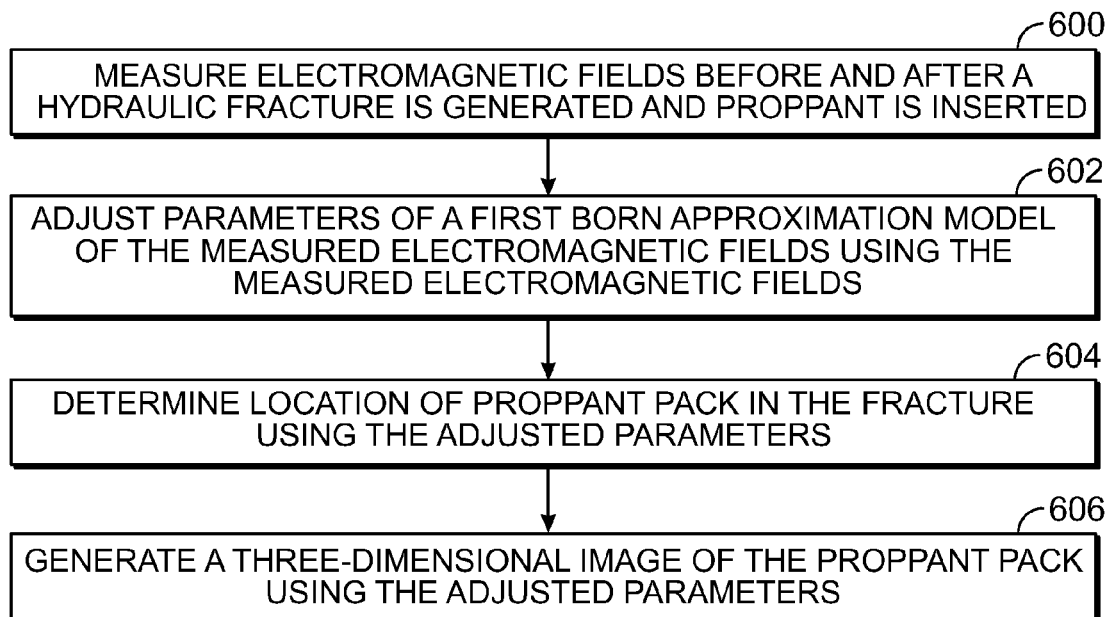 600
MEASURE ELECTROMAGNETIC FIELDS BEFORE AND AFTER A
HYDRAULIC FRACTURE IS GENERATED AND PROPPANT IS INSERTED
602
ADJUST PARAMETERS OF A FIRST BORN APPROXIMATION MODEL
OF THE MEASURED ELECTROMAGNETIC FIELDS USING THE
MEASURED ELECTROMAGNETIC FIELDS
604
DETERMINE LOCATION OF PROPPANT PACK IN THE FRACTURE
USING THE ADJUSTED PARAMETERS
606
GENERATE A THREE-DIMENSIONAL IMAGE OF THE PROPPANT PACK
USING THE ADJUSTED PARAMETERS